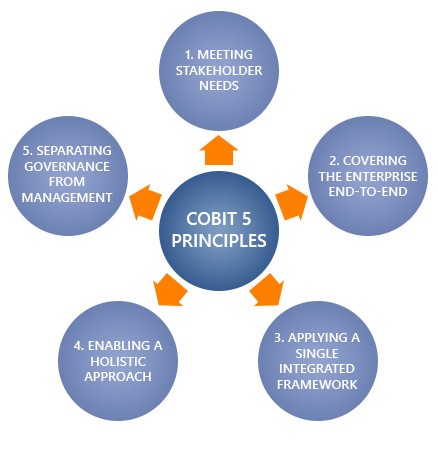 1. MEETING
STAKEHOLDER
NEEDS
2. COVERING
THE ENTERPRISE
END-TO-END
3. APPLYING A
SINGLE
INTEGRATED
FRAMEWORK
4. ENABLING A
HOLISTIC
APPROACH
5. SEPARATING
GOVERNANCE
FROM
MANAGEMENT
COBIT 5
PRINCIPLES